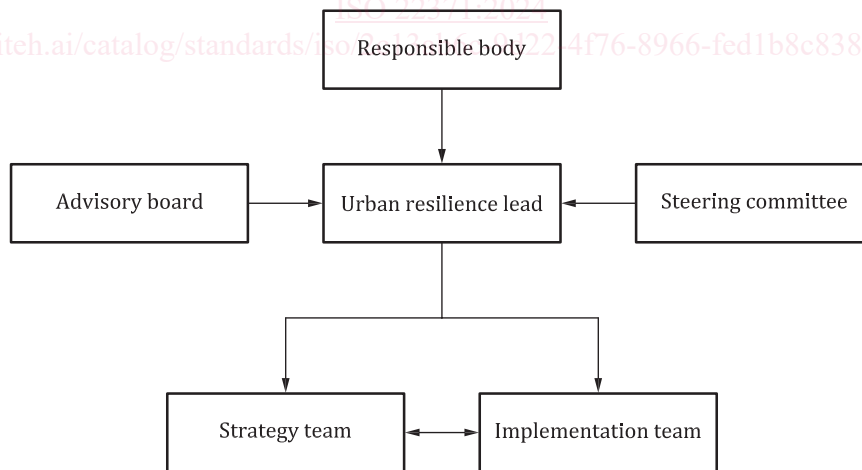 ISO 22371:2024
Responsible body
Advisory board
Urban resilience lead
Steering committee
Strategy team
Implementation team